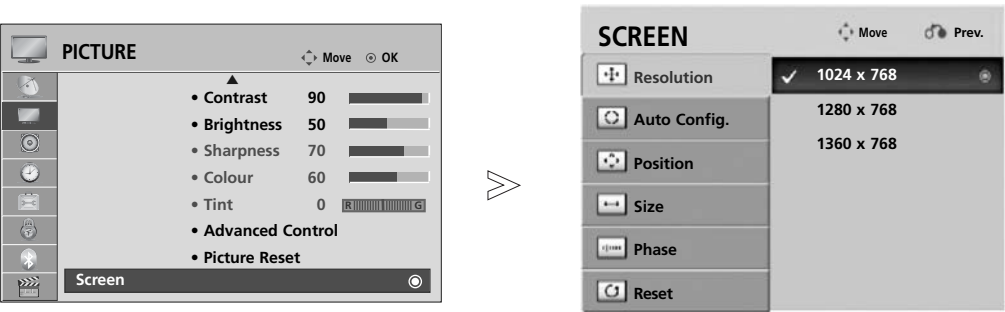 PICTURE
Move OK
• Contrast 90
• Brightness 50
• Sharpness 70
• Colour 60
• Tint 0 R G
• Advanced Control
• Picture Reset
Screen
SCREEN
Move Prev.
Resolution
Auto Config.
Position
Size
Phase
Reset
1024 x 768
1280 x 768
1360 x 768